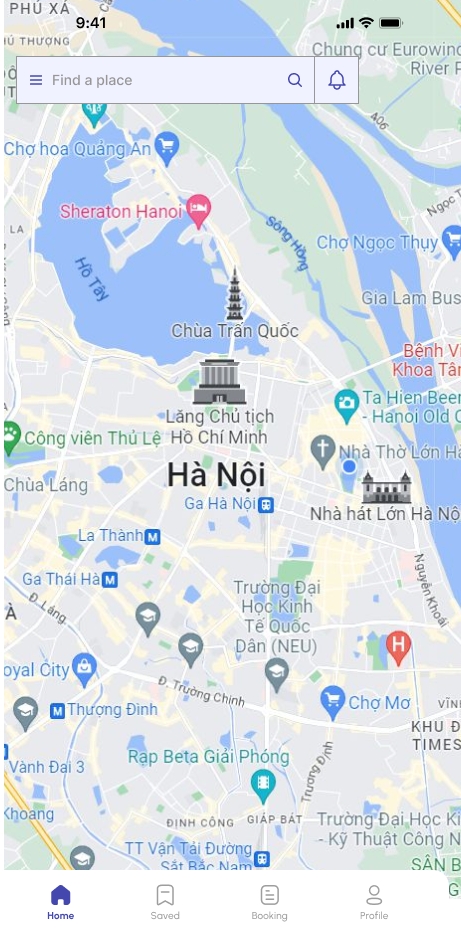 PHÚ XÁ
9:41
Chung cư Eurowind
River P
PHÚ THƯỢNG
Find a place
406
Chợ hoa Quảng An
Sheraton Hanoi
Ngọc T
LA
Sông Hồng
Chợ Ngọc Thụy
Hồ Tây
Gia Lam Bus
Chùa Trấn Quốc
Bệnh Vi
Khoa Tâ
Lăng Chủ tịch
Hồ Chí Minh
Ta Hien Beer
- Hanoi Old Q
Công viên Thủ Lệ
Nhà Thờ Lớn Hà
Hà Nội
Chùa Láng
Ga Hà Nội
Nhà hát Lớn Hà Nộ
La Thành
M
Ga Thái Hà
M
Nguyễn Khoái
Đ. Láng
À
Trường Đại
Học Kinh
Tế Quốc
Dân (NEU)
H
oyal City
Đ. Trường Chinh
M Thượng Đình
Chợ Mơ
VĨN
KHU Đ
TIMES
Rạp Beta Giải Phóng
Vành Đai 3
Trương Định
Khoang
ĐỊNH CÔNG
GIÁP BÁT
Trường Đại Học Ki
- Kỹ Thuật Công N
TT Vận Tải Đường
Sắt Bắc Nam
SÂN B
G
Home
Saved
Booking
Profile